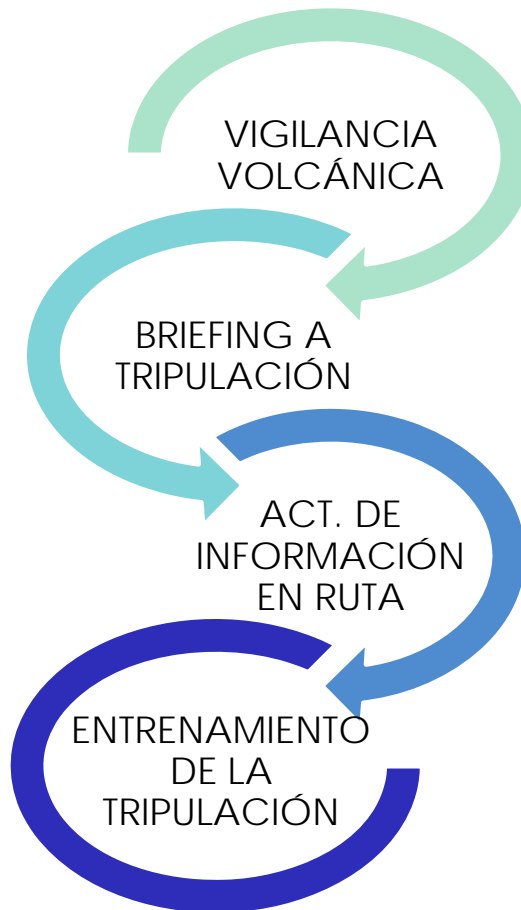 VIGILANCIA
VOLCÁNICA
BRIEFING A
TRIPULACIÓN
ACT. DE
INFORMACIÓN
EN RUTA
ENTRENAMIENTO
DE LA
TRIPULACIÓN